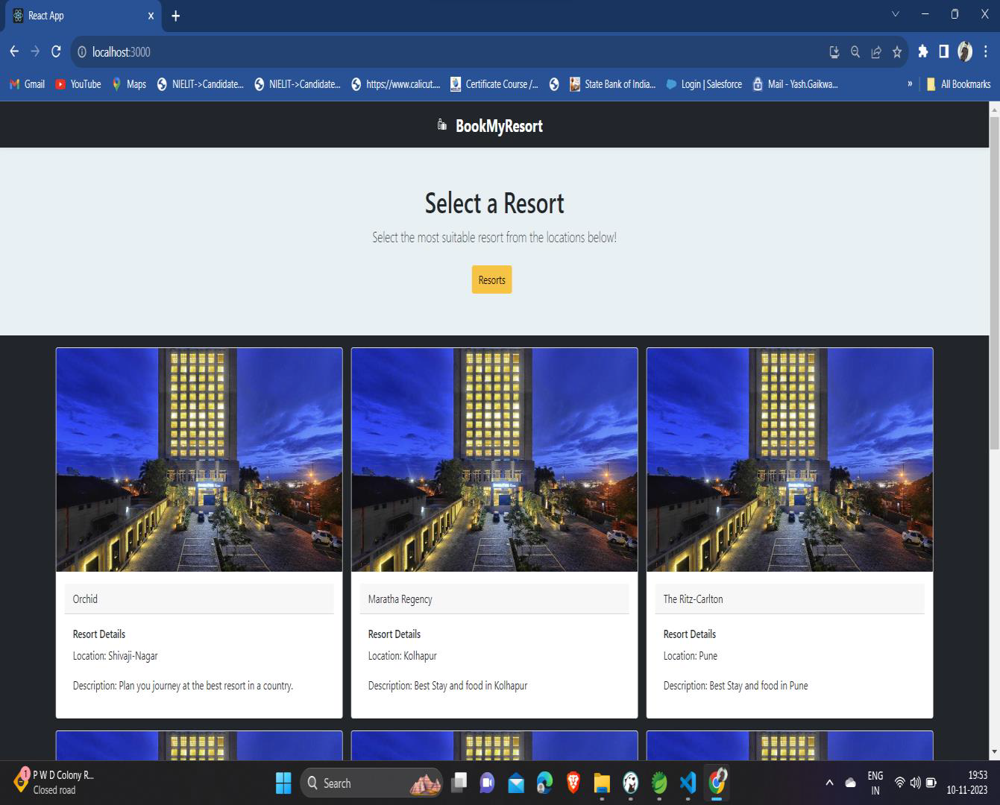 React App
localhost:3000
Gmail YouTube Maps NIELIT->Candidate... NIELIT->Candidate... https://www.calicut.... Certificate Course /... State Bank of India... Login | Salesforce Mail - Yash.Gaikwa... » All Bookmarks
BookMyResort
Select a Resort
Select the most suitable resort from the locations below!
Resorts
Orchid
Resort Details
Location: Shivaji-Nagar
Description: Plan you journey at the best resort in a country.
Maratha Regency
Resort Details
Location: Kolhapur
Description: Best Stay and food in Kolhapur
The Ritz-Carlton
Resort Details
Location: Pune
Description: Best Stay and food in Pune
1
P W D Colony R...
Closed road
Search
ENG
IN
19:53
10-11-2023